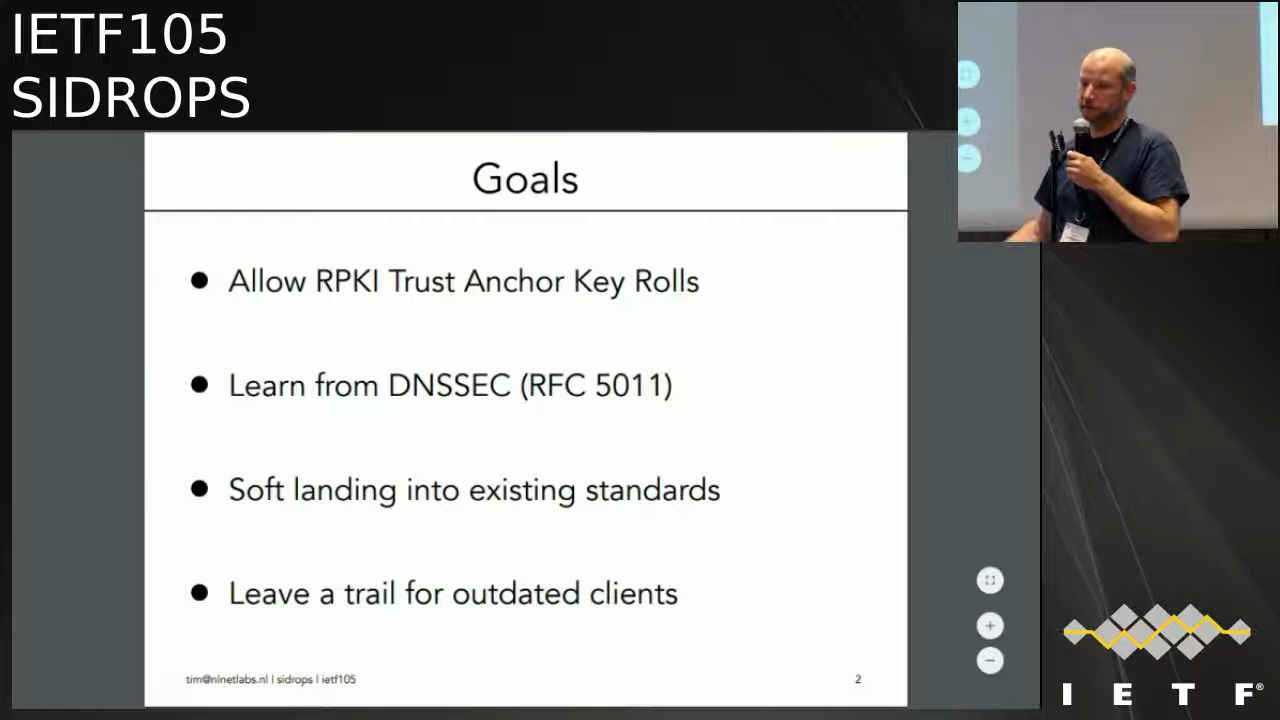 IETF105
SIDROPS
Goals
● Allow RPKI Trust Anchor Key Rolls
● Learn from DNSSEC (RFC 5011)
● Soft landing into existing standards
● Leave a trail for outdated clients
tim@nlnetlabs.nl | sidrops | ietf105
2
I E T F®